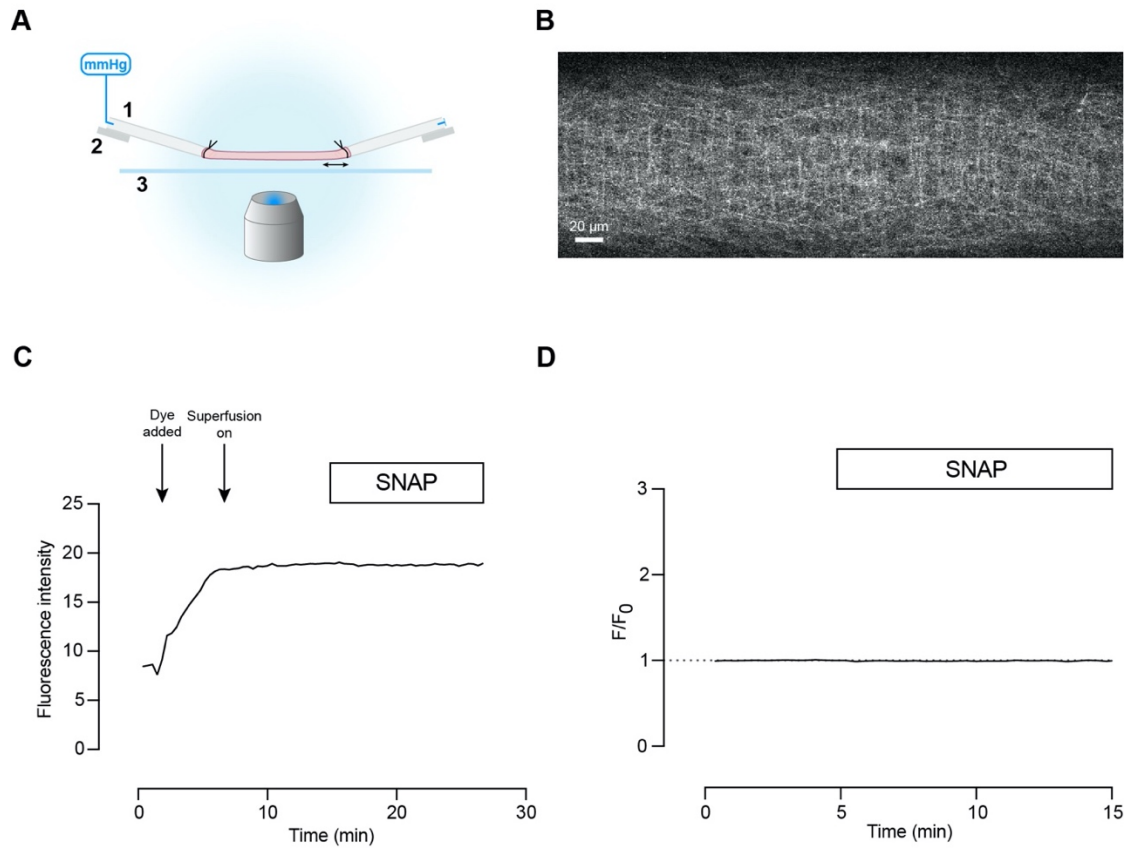 A
mmHg
1
2
3
B
20 µm
C
Dye
added
Superfusion
on
SNAP
25
20
15
10
5
0
Fluorescence intensity
0
10
20
30
Time (min)
D
SNAP
3
2
1
0
F/F0
0
5
10
15
Time (min)